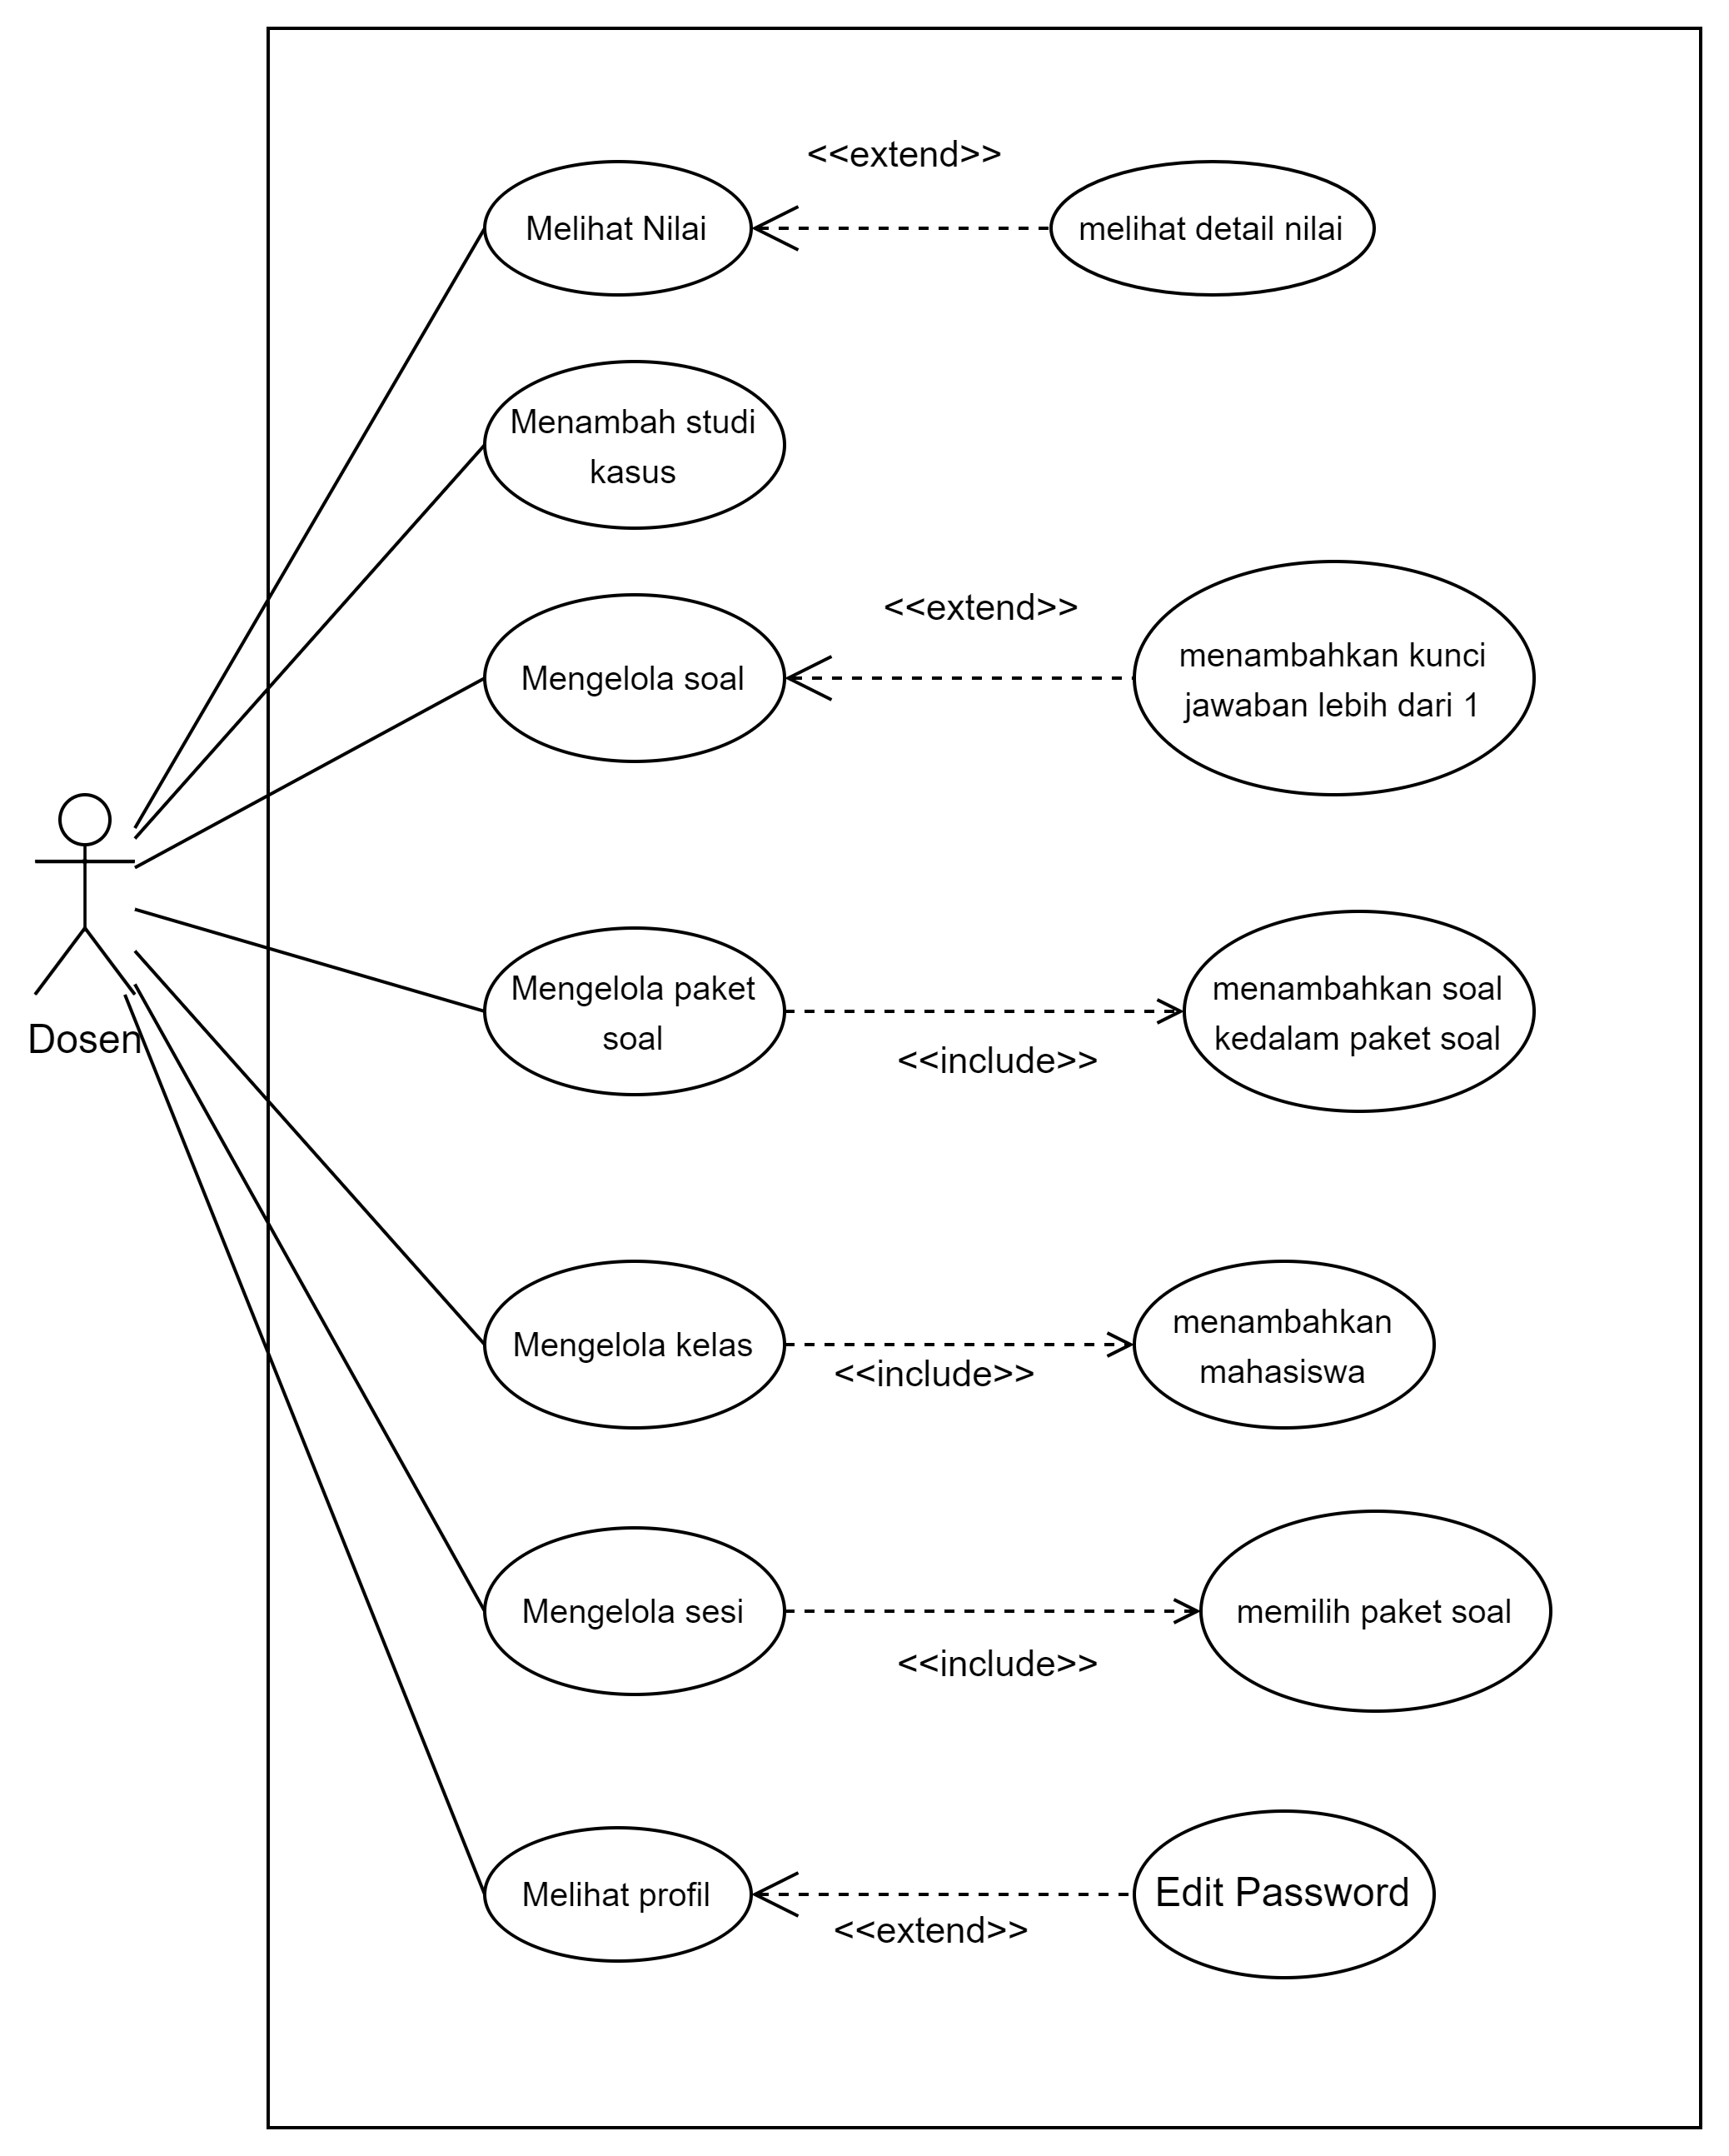 <<extend>>
Melihat Nilai
melihat detail nilai
Menambah studi
kasus
<<extend>>
Mengelola soal
menambahkan kunci
jawaban lebih dari 1
Dosen
Mengelola paket
soal
<<include>>
menambahkan soal
kedalam paket soal
Mengelola kelas
<<include>>
menambahkan
mahasiswa
Mengelola sesi
<<include>>
memilih paket soal
Melihat profil
<<extend>>
Edit Password